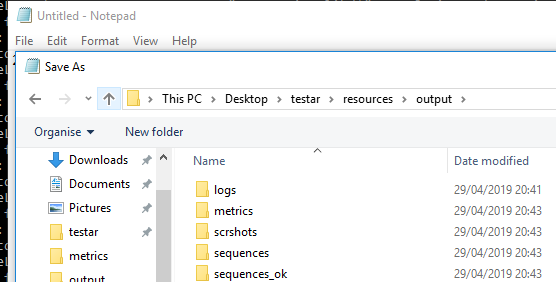 Untitled - Notepad
File Edit Format View Help
Save As
This PC > Desktop > testar > resources > output >
Organise New folder
Downloads
Documents
Pictures
testar
metrics
output
Name Date modified
logs 29/04/2019 20:41
metrics 29/04/2019 20:43
scrshots 29/04/2019 20:43
sequences 29/04/2019 20:43
sequences_ok 29/04/2019 20:43